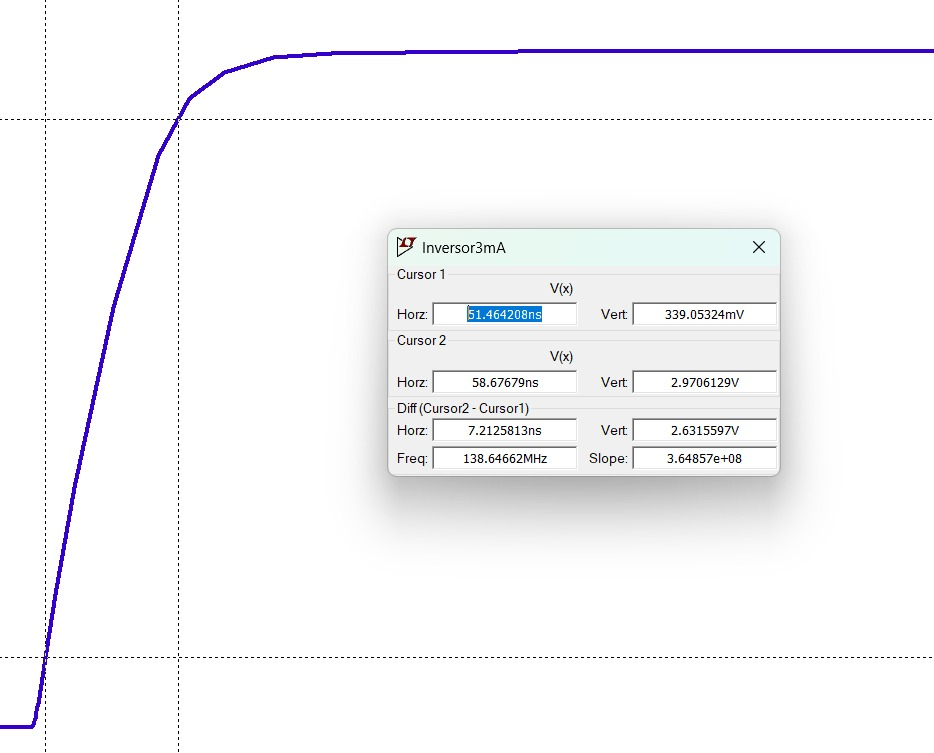 Inversor3mA
Cursor 1
V(x)
Horz: 51.464208ns Vert: 339.05324mV
Cursor 2
V(x)
Horz: 58.67679ns Vert: 2.9706129V
Diff (Cursor2 - Cursor1)
Horz: 7.2125813ns Vert: 2.6315597V
Freq: 138.64662MHz Slope: 3.64857e+08